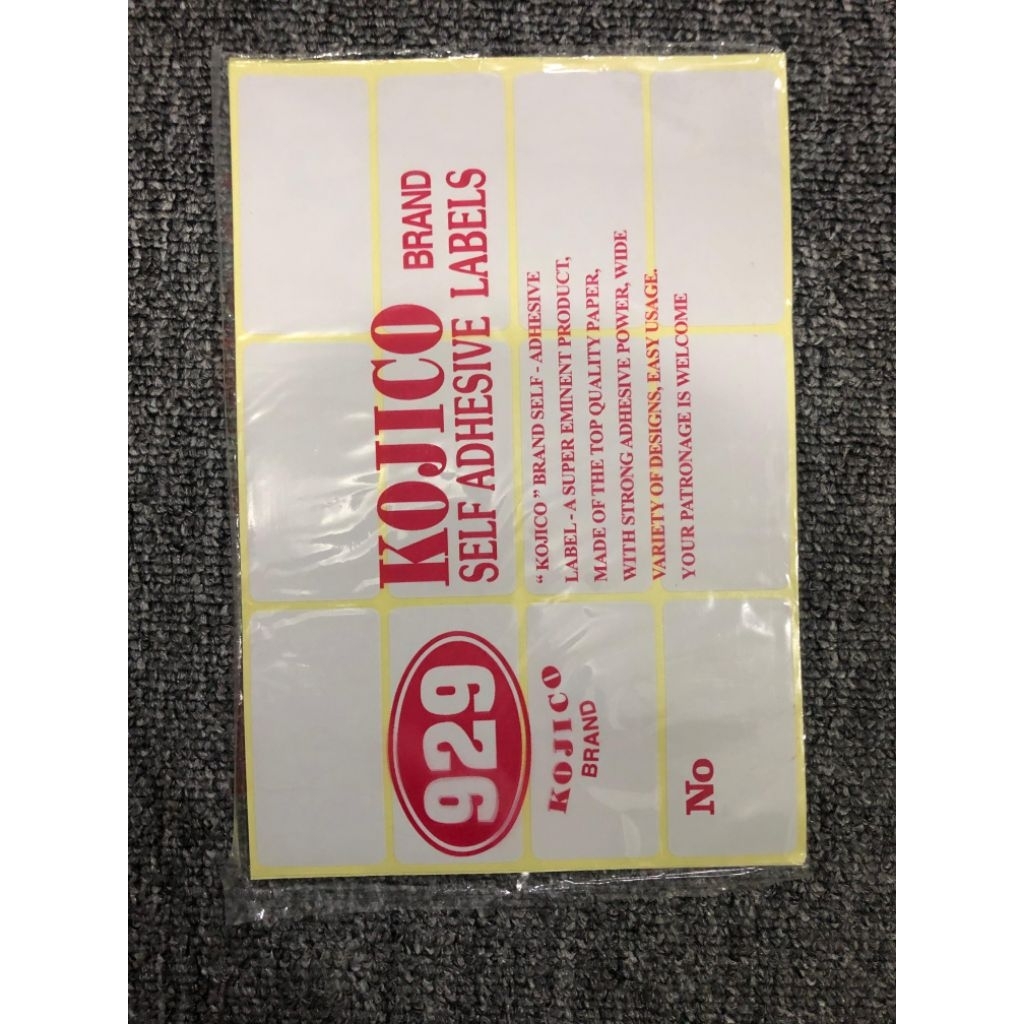 KOJICO BRAND
SELF ADHESIVE LABELS
929
KOJICO
BRAND
No
“ KOJICO ” BRAND SELF - ADHESIVE
LABEL - A SUPER EMINENT PRODUCT,
MADE OF THE TOP QUALITY PAPER,
WITH STRONG ADHESIVE POWER, WIDE
VARIETY OF DESIGNS, EASY USAGE.
YOUR PATRONAGE IS WELCOME